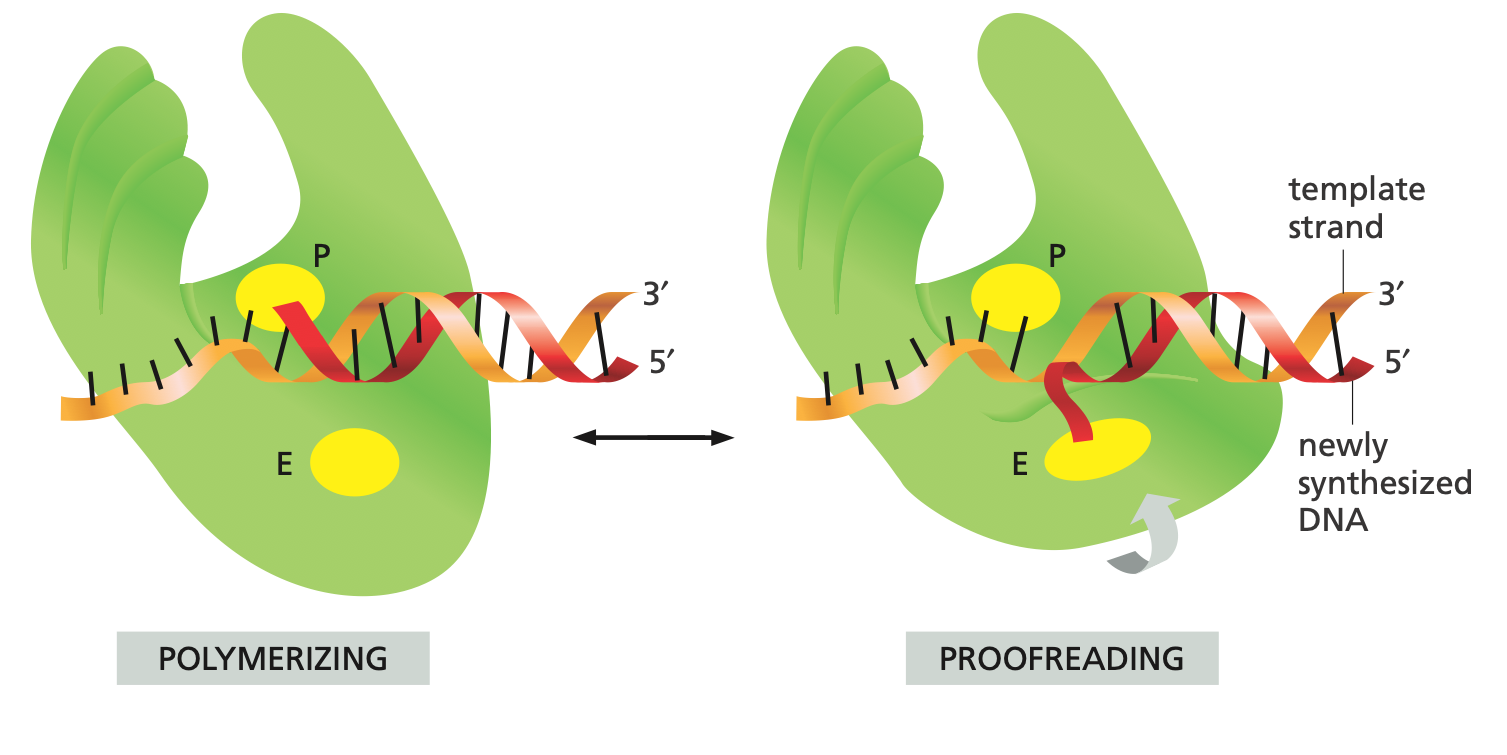 P
3′
5′
E
POLYMERIZING
template
strand
P
3′
5′
newly
synthesized
DNA
E
PROOFREADING